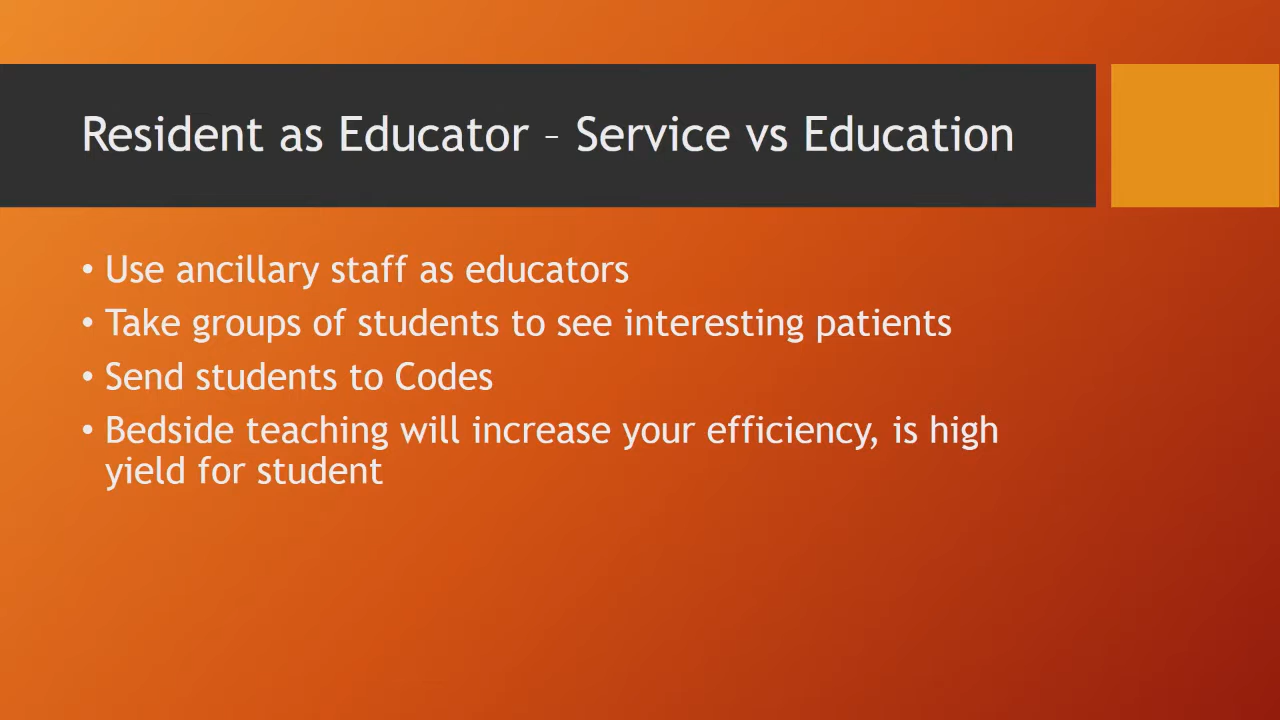 Resident as Educator – Service vs Education
• Use ancillary staff as educators
• Take groups of students to see interesting patients
• Send students to Codes
• Bedside teaching will increase your efficiency, is high
yield for student